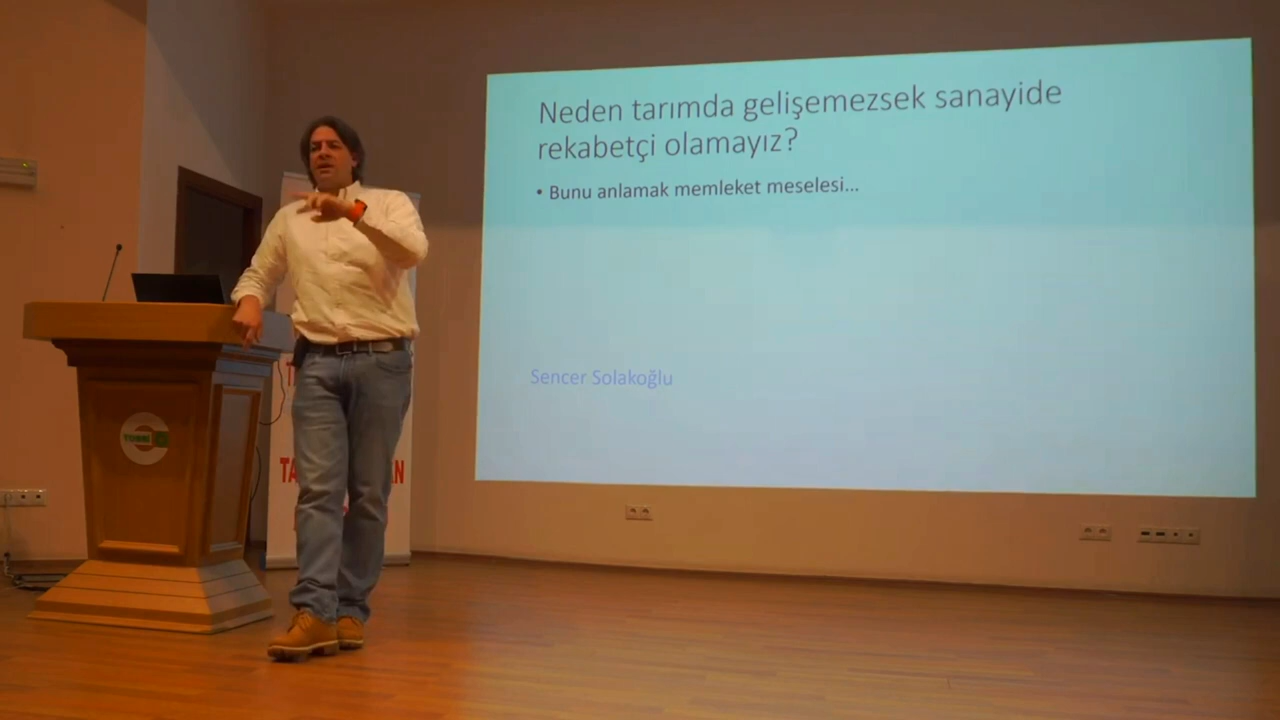 Neden tarımda gelişemezsek sanayide
rekabetçi olamayız?
• Bunu anlamak memleket meselesi...
Sencer Solakoğlu